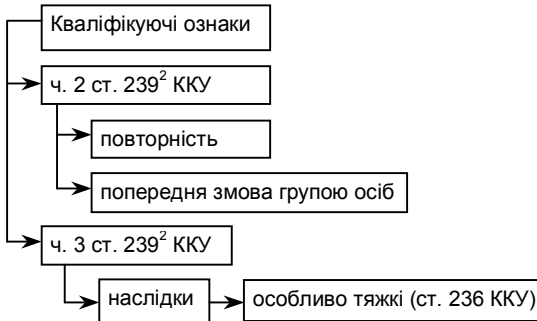 Кваліфікуючі ознаки
ч. 2 ст. 239² ККУ
повторність
попередня змова групою осіб
ч. 3 ст. 239² ККУ
наслідки
особливо тяжкі (ст. 236 ККУ)